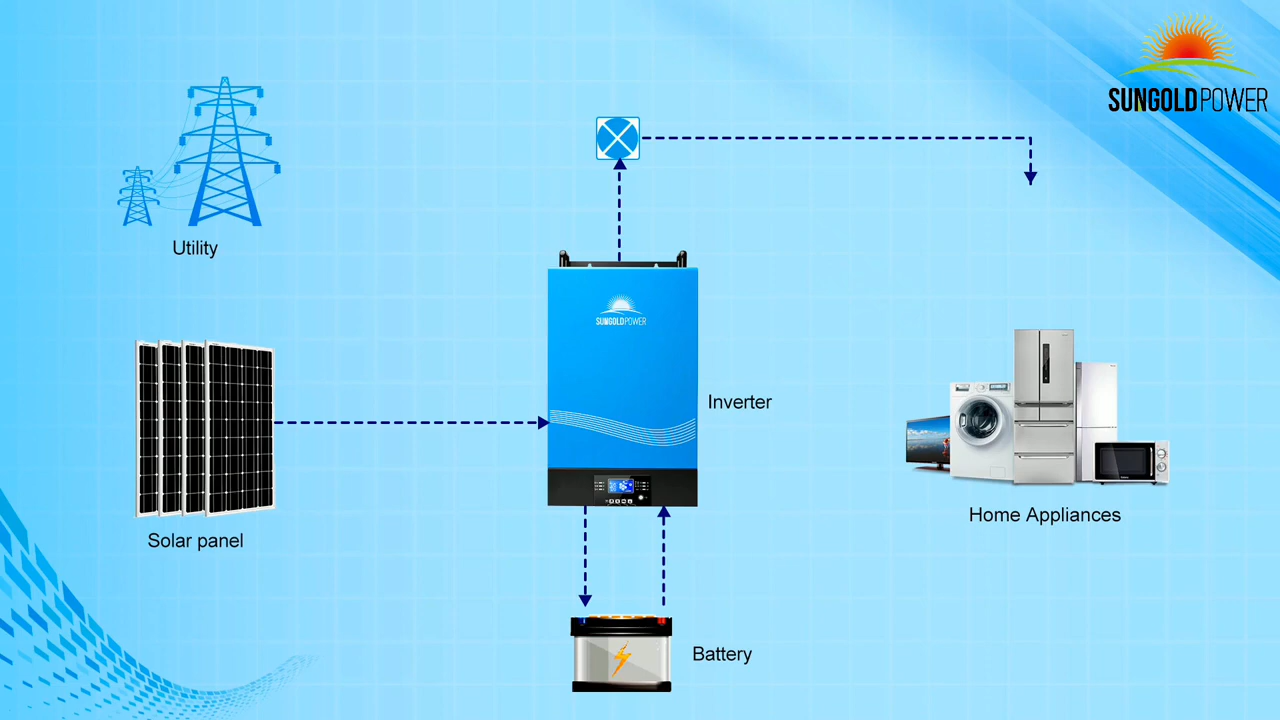 SUNGOLDPOWER
Utility
SUNGOLDPOWER
Inverter
Solar panel
Home Appliances
Battery